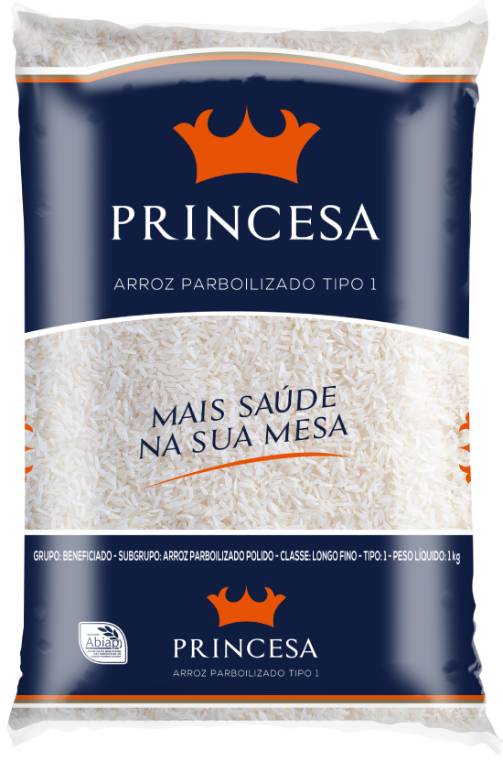 PRINCESA
ARROZ PARBOILIZADO TIPO 1
MAIS SAÚDE
NA SUA MESA
GRUPO: BENEFICIADO - SUBGRUPO: ARROZ PARBOILIZADO POLIDO - CLASSE: LONGO FINO - TIPO: 1 - PESO LÍQUIDO: 1 kg
Abiap
PRINCESA
ARROZ PARBOILIZADO TIPO 1